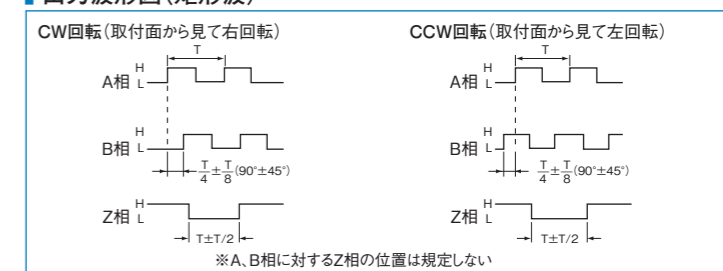 CW回転(取付面から見て右回転)
T
A相 H L
B相 H L
T/4±T/8(90°±45°)
Z相 H L
T±T/2
CCW回転(取付面から見て左回転)
T
A相 H L
B相 H L
T/4±T/8(90°±45°)
Z相 H L
T±T/2
※A、B相に対するZ相の位置は規定しない